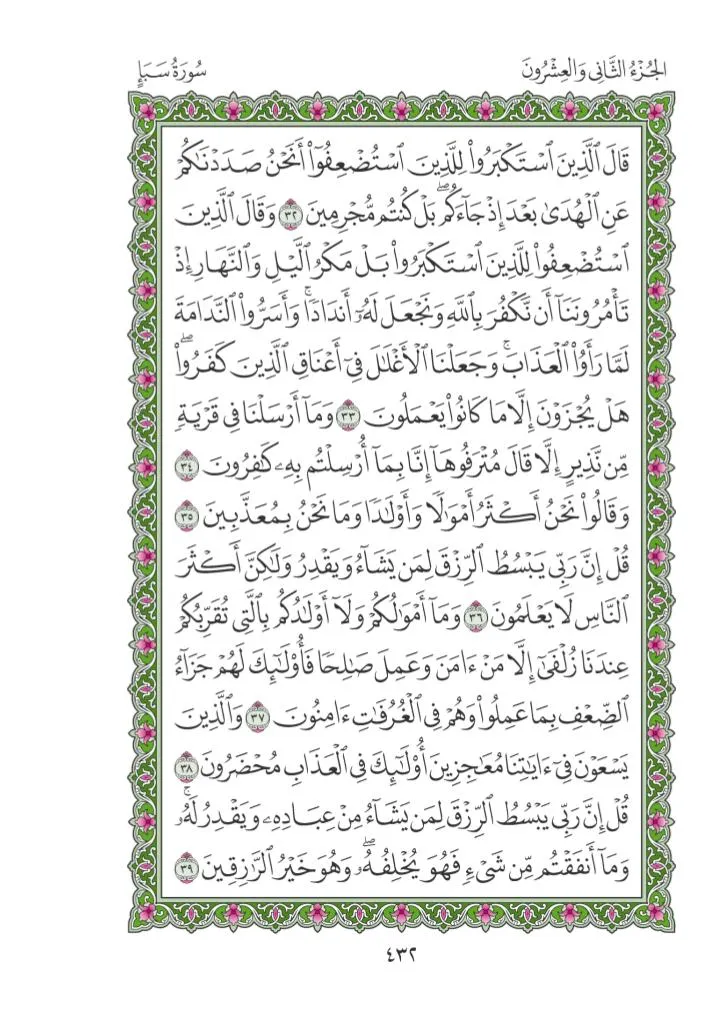 الجُزْءُ الثَّانِي وَالعِشْرُونَ
سُورَةُ سَبَإٍ
قَالَ ٱلَّذِينَ ٱسْتَكْبَرُوا۟ لِلَّذِينَ ٱسْتُضْعِفُوٓا۟ أَنَحْنُ صَدَدْنَٰكُمْ
عَنِ ٱلْهُدَىٰ بَعْدَ إِذْ جَآءَكُم ۖ بَلْ كُنتُم مُّجْرِمِينَ ٣٢ وَقَالَ ٱلَّذِينَ
ٱسْتُضْعِفُوا۟ لِلَّذِينَ ٱسْتَكْبَرُوا۟ بَلْ مَكْرُ ٱلَّيْلِ وَٱلنَّهَارِ إِذْ
تَأْمُرُونَنَآ أَن نَّكْفُرَ بِٱللَّهِ وَنَجْعَلَ لَهُۥٓ أَندَادًا ۚ وَأَسَرُّوا۟ ٱلنَّدَامَةَ
لَمَّا رَأَوُا۟ ٱلْعَذَابَ ۚ وَجَعَلْنَا ٱلْأَغْلَٰلَ فِىٓ أَعْنَاقِ ٱلَّذِينَ كَفَرُوا۟ ۖ
هَلْ يُجْزَوْنَ إِلَّا مَا كَانُوا۟ يَعْمَلُونَ ٣٣ وَمَآ أَرْسَلْنَا فِى قَرْيَةٍ
مِّن نَّذِيرٍ إِلَّا قَالَ مُتْرَفُوهَآ إِنَّا بِمَآ أُرْسِلْتُم بِهِۦ كَٰفِرُونَ ٣٤
وَقَالُوا۟ نَحْنُ أَكْثَرُ أَمْوَٰلًا وَأَوْلَٰدًا وَمَا نَحْنُ بِمُعَذَّبِينَ ٣٥
قُلْ إِنَّ رَبِّى يَبْسُطُ ٱلرِّزْقَ لِمَن يَشَآءُ وَيَقْدِرُ وَلَٰكِنَّ أَكْثَرَ
ٱلنَّاسِ لَا يَعْلَمُونَ ٣٦ وَمَآ أَمْوَٰلُكُمْ وَلَآ أَوْلَٰدُكُم بِٱلَّتِى تُقَرِّبُكُمْ
عِندَنَا زُلْفَىٰٓ إِلَّا مَنْ ءَامَنَ وَعَمِلَ صَٰلِحًا فَأُو۟لَٰٓئِكَ لَهُمْ جَزَآءُ
ٱلضِّعْفِ بِمَا عَمِلُوا۟ وَهُمْ فِى ٱلْغُرُفَٰتِ ءَامِنُونَ ٣٧ وَٱلَّذِينَ
يَسْعَوْنَ فِىٓ ءَايَٰتِنَا مُعَٰجِزِينَ أُو۟لَٰٓئِكَ فِى ٱلْعَذَابِ مُحْضَرُونَ ٣٨
قُلْ إِنَّ رَبِّى يَبْسُطُ ٱلرِّزْقَ لِمَن يَشَآءُ مِنْ عِبَادِهِۦ وَيَقْدِرُ لَهُۥ ۚ
وَمَآ أَنفَقْتُم مِّن شَىْءٍ فَهُوَ يُخْلِفُهُۥ ۖ وَهُوَ خَيْرُ ٱلرَّٰزِقِينَ ٣٩
٤٣٢